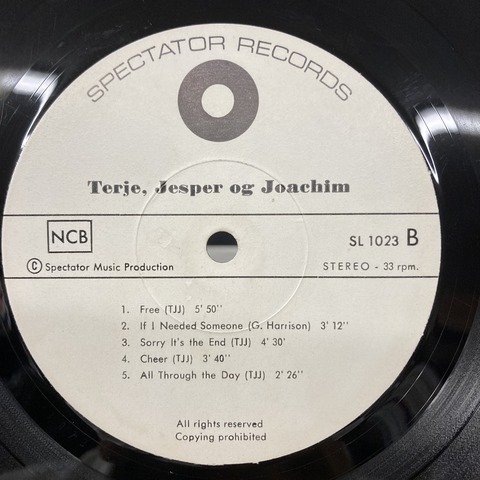 SPECTATOR RECORDS
Terje, Jesper og Joachim
NCB
SL 1023 B
Ⓒ Spectator Music Production
STEREO - 33 rpm.
1. Free (TJJ) 5' 50''
2. If I Needed Someone (G. Harrison) 3' 12''
3. Sorry It's the End (TJJ) 4' 30'
4. Cheer (TJJ) 3' 40''
5. All Through the Day (TJJ) 2' 26''
All rights reserved
Copying prohibited